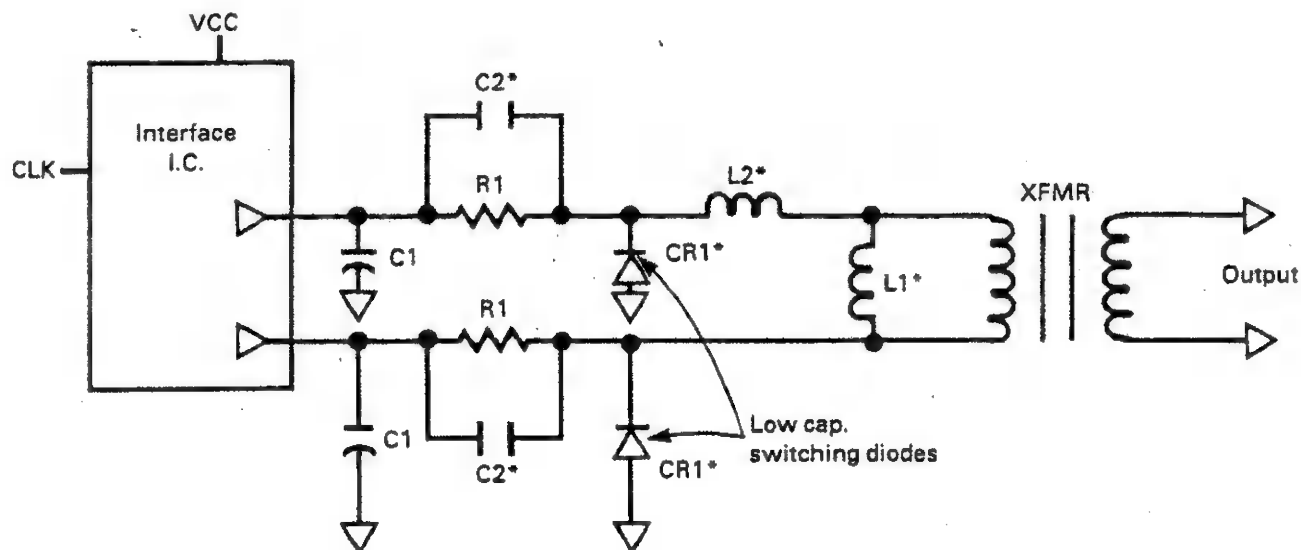 VCC
C2*
Interface
I.C.
CLK
R1
L2*
XFMR
C1
CR1*
L1*
Output
R1
C1
C2*
CR1*
Low cap.
switching diodes